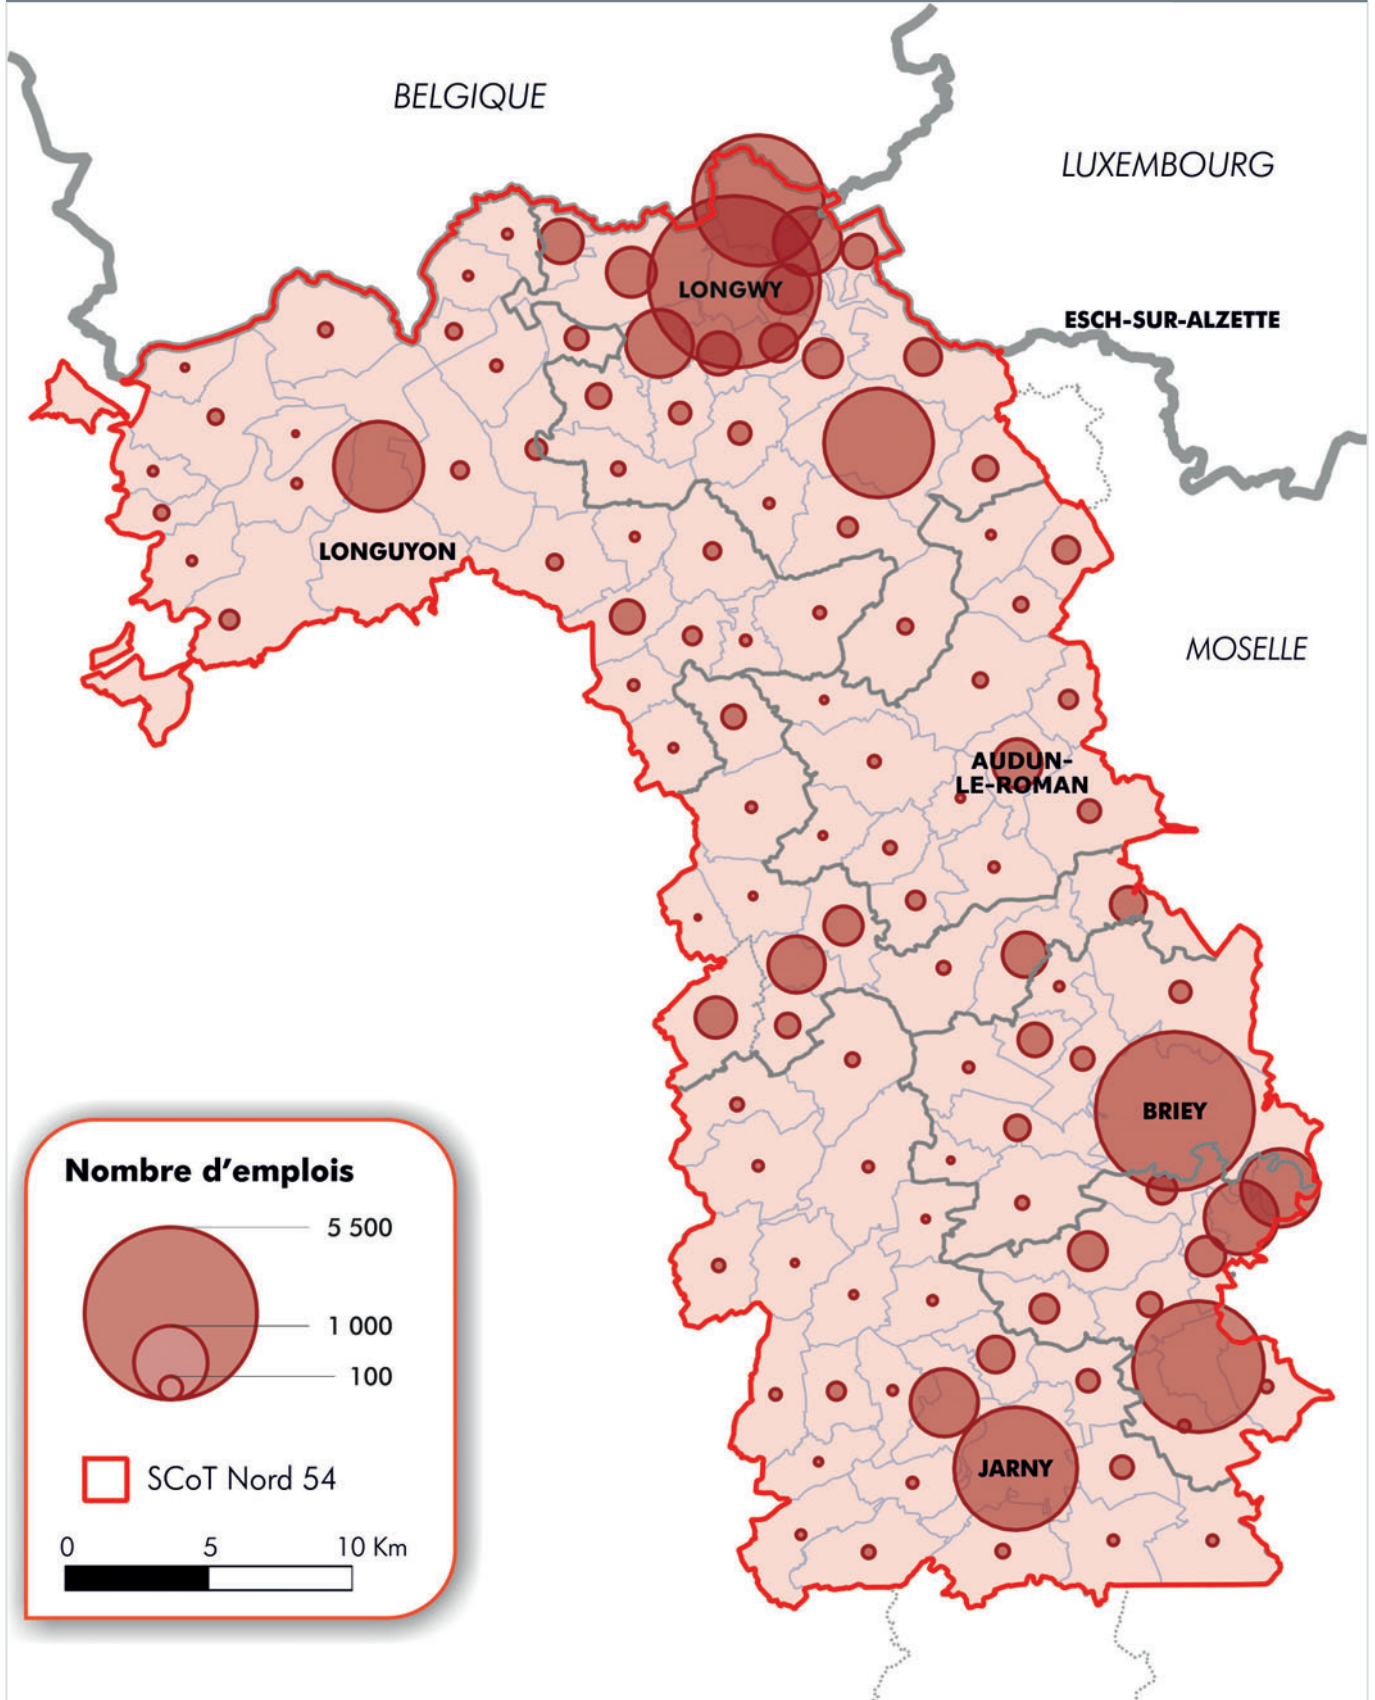 BELGIQUE
LUXEMBOURG
LONGWY
ESCH-SUR-ALZETTE
LONGUYON
MOSELLE
AUDUN-
LE-ROMAN
BRIEY
JARNY
Nombre d'emplois
5 500
1 000
100
SCoT Nord 54
0 5 10 Km